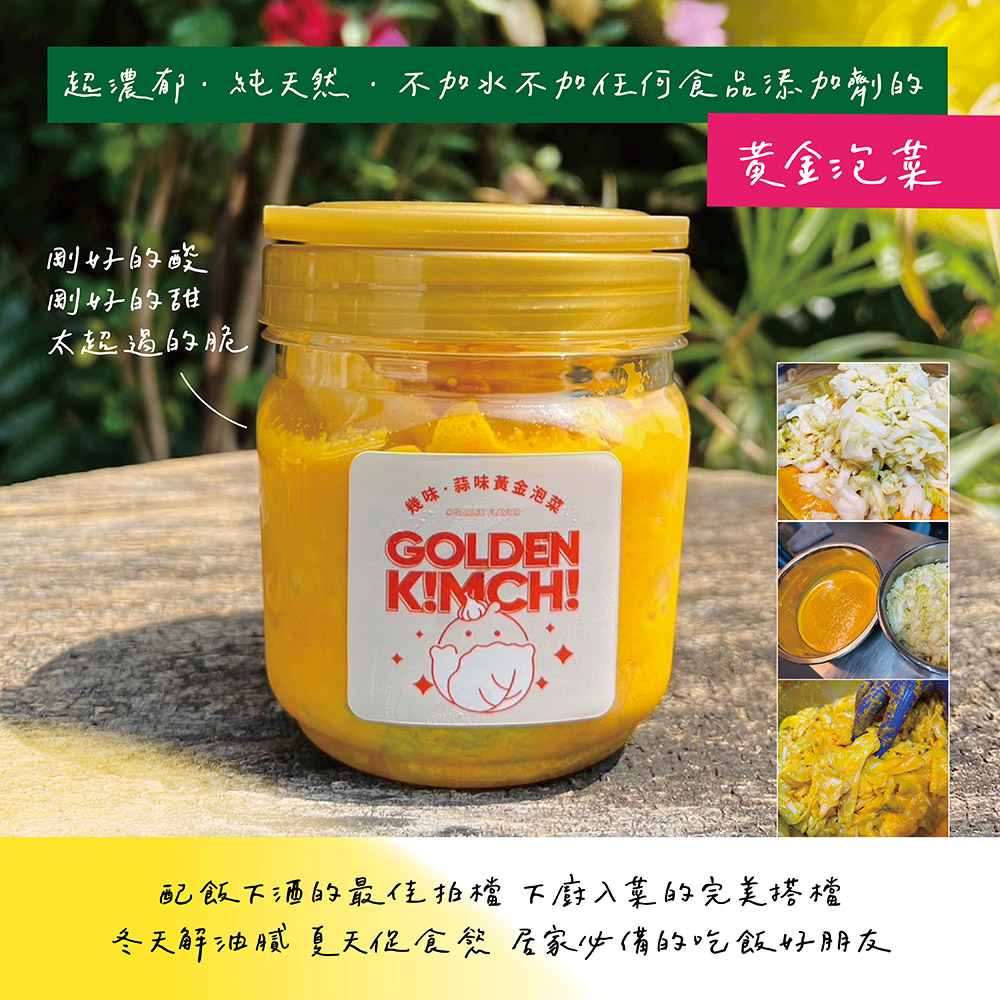 超濃郁·純天然·不加水不加任何食品添加劑的
黃金泡菜
剛好的酸
剛好的甜
太超過的脆
幾味·蒜味黃金泡菜
#GARLIC FLAVOR
GOLDEN
K!MCH!
配飯下酒的最佳拍檔 下廚入菜的完美搭檔
冬天解油膩 夏天促食慾 居家必備的吃飯好朋友